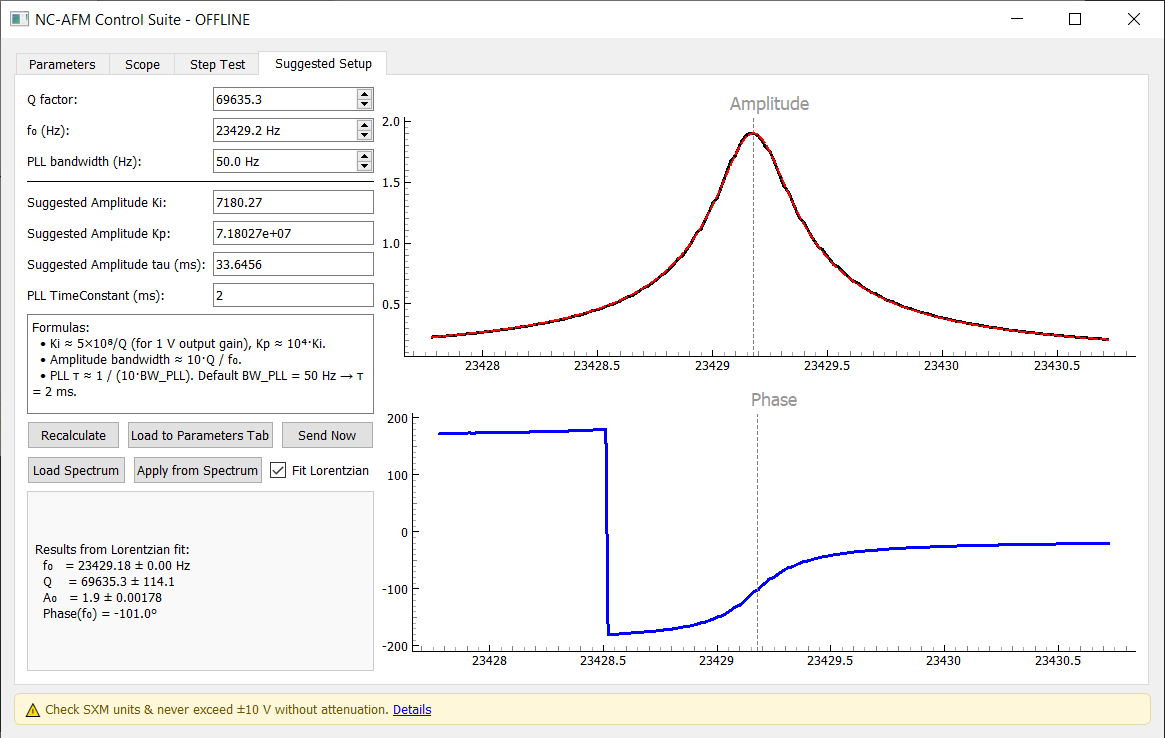 NC-AFM Control Suite - OFFLINE
Parameters Scope Step Test Suggested Setup
Q factor: 69635.3
f₀ (Hz): 23429.2 Hz
PLL bandwidth (Hz): 50.0 Hz
Suggested Amplitude Ki: 7180.27
Suggested Amplitude Kp: 7.18027e+07
Suggested Amplitude tau (ms): 33.6456
PLL TimeConstant (ms): 2
Formulas:
• Ki ≈ 5×10⁸/Q (for 1 V output gain), Kp ≈ 10⁴·Ki.
• Amplitude bandwidth ≈ 10·Q / f₀.
• PLL τ ≈ 1 / (10·BW_PLL). Default BW_PLL = 50 Hz → τ
= 2 ms.
Recalculate Load to Parameters Tab Send Now
Load Spectrum Apply from Spectrum Fit Lorentzian
Results from Lorentzian fit:
f₀ = 23429.18 ± 0.00 Hz
Q = 69635.3 ± 114.1
A₀ = 1.9 ± 0.00178
Phase(f₀) = -101.0°
Amplitude
2.0
1.5
1.0
0.5
23428 23428.5 23429 23429.5 23430 23430.5
Phase
200
100
0
-100
-200
23428 23428.5 23429 23429.5 23430 23430.5
Check SXM units & never exceed ±10 V without attenuation. Details